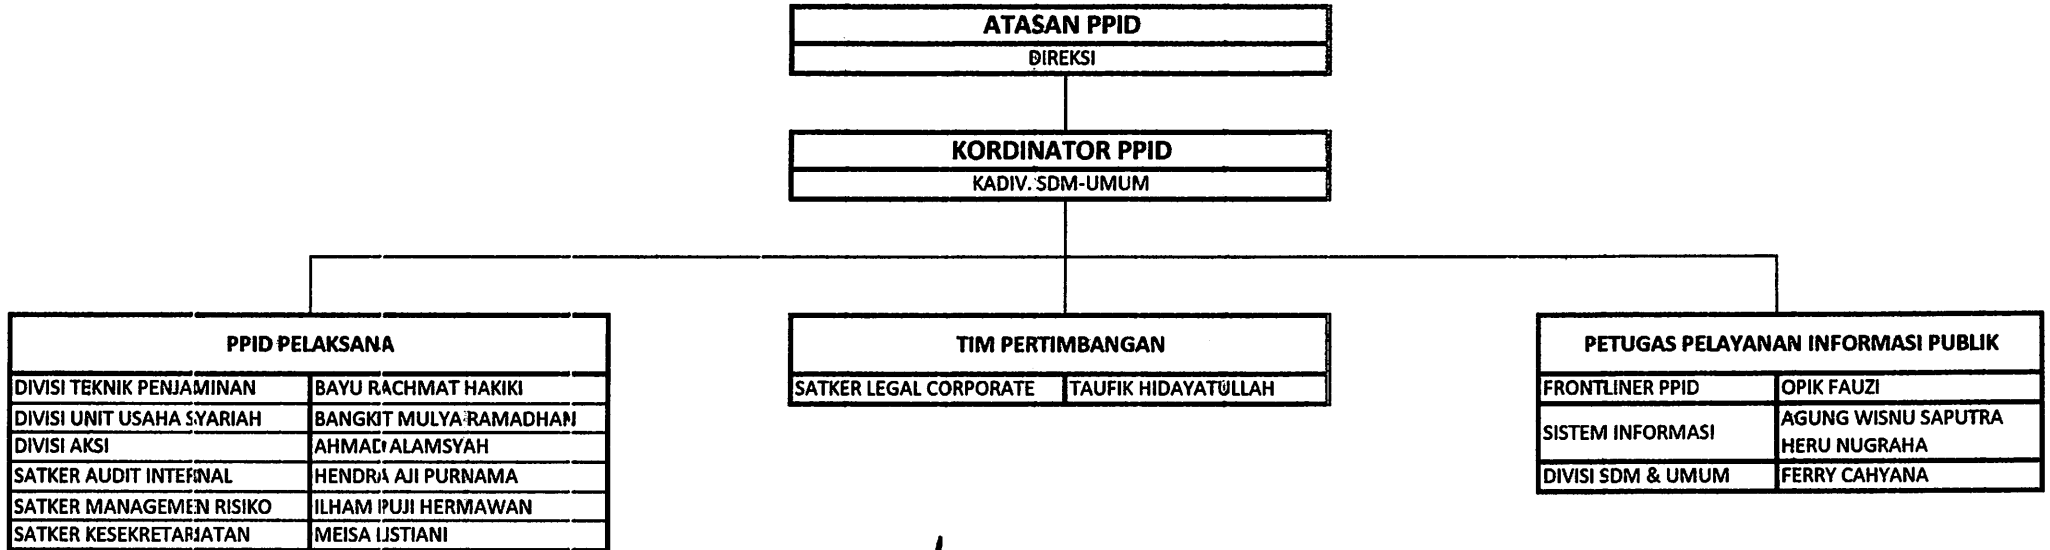 ATASAN PPID
DIREKSI
KORDINATOR PPID
KADIV. SDM-UMUM
PPID PELAKSANA
DIVISI TEKNIK PENJAMINAN BAYU RACHMAT HAKIKI
DIVISI UNIT USAHA SYARIAH BANGKIT MULYA RAMADHAN
DIVISI AKSI AHMAD ALAMSYAH
SATKER AUDIT INTERNAL HENDRA AJI PURNAMA
SATKER MANAGEMEN RISIKO ILHAM PUJI HERMAWAN
SATKER KESEKRETARIATAN MEISA LISTIANI
TIM PERTIMBANGAN
SATKER LEGAL CORPORATE TAUFIK HIDAYATULLAH
PETUGAS PELAYANAN INFORMASI PUBLIK
FRONTLINER PPID OPIK FAUZI
SISTEM INFORMASI AGUNG WISNU SAPUTRA
HERU NUGRAHA
DIVISI SDM & UMUM FERRY CAHYANA